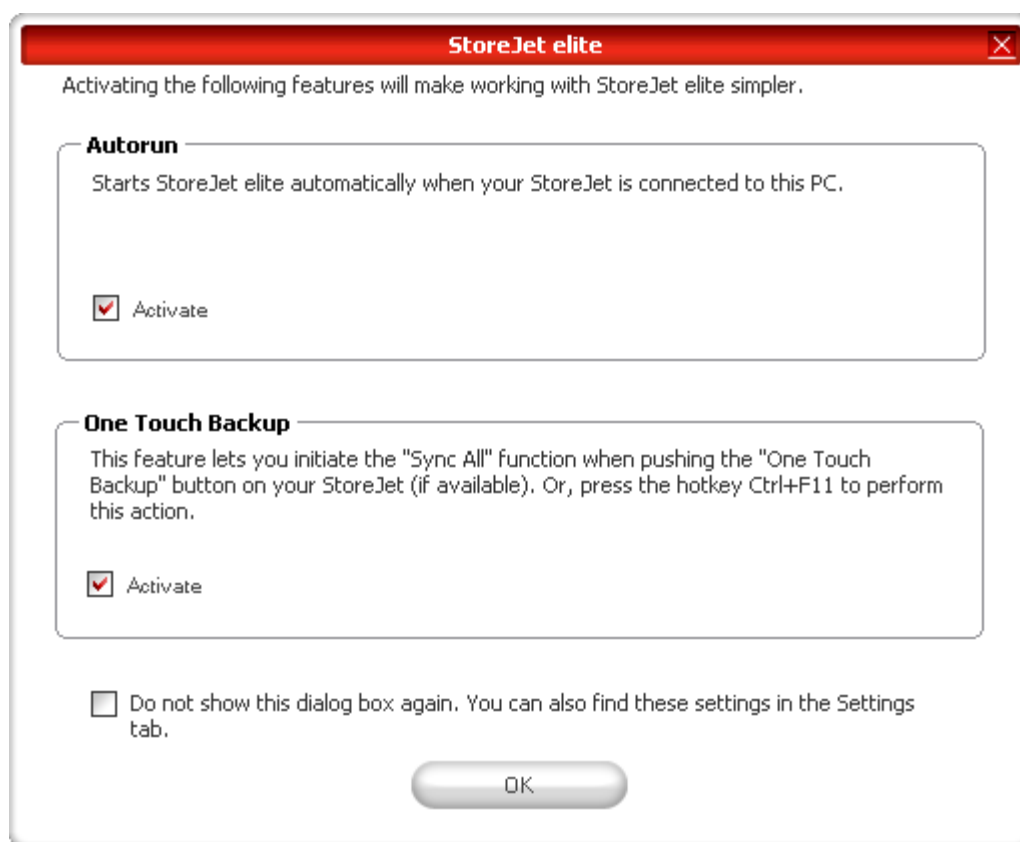 StoreJet elite
Activating the following features will make working with StoreJet elite simpler.
Autorun
Starts StoreJet elite automatically when your StoreJet is connected to this PC.
Activate
One Touch Backup
This feature lets you initiate the "Sync All" function when pushing the "One Touch
Backup" button on your StoreJet (if available). Or, press the hotkey Ctrl+F11 to perform
this action.
Activate
Do not show this dialog box again. You can also find these settings in the Settings
tab.
OK